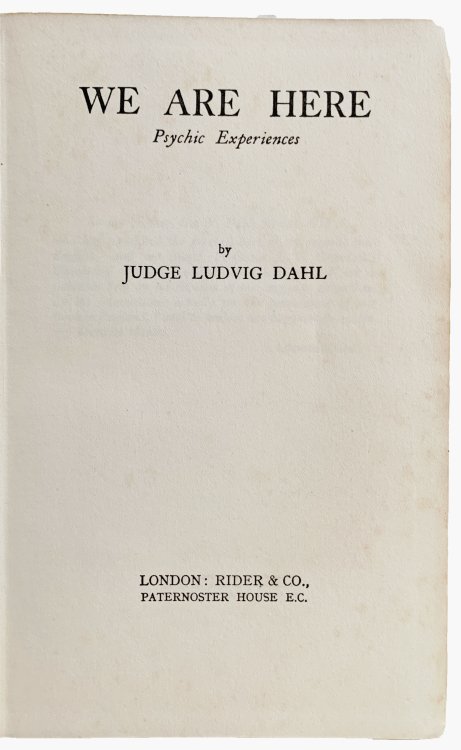 WE ARE HERE
Psychic Experiences
by
JUDGE LUDVIG DAHL
LONDON: RIDER & CO.,
PATERNOSTER HOUSE E.C.